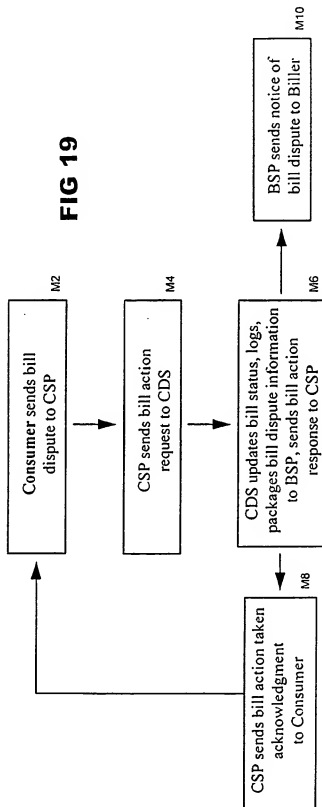 FIG 19
Consumer sends bill
dispute to CSP
M2
CSP sends bill action
request to CDS
M4
CDS updates bill status, logs,
packages bill dispute information
to BSP, sends bill action
response to CSP
M6
CSP sends bill action taken
acknowledgment
to Consumer
M8
BSP sends notice of
bill dispute to Biller
M10